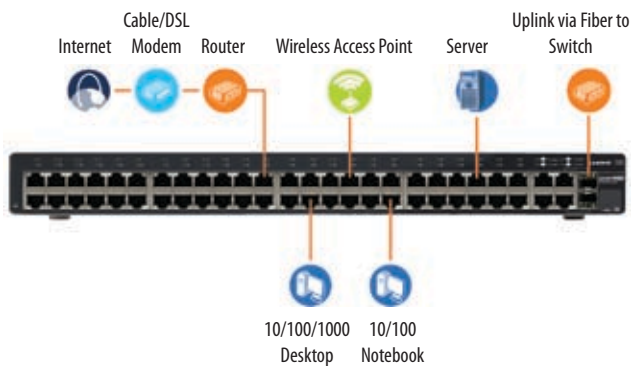 Cable/DSL
Uplink via Fiber to
Internet
Modem
Router
Wireless Access Point
Server
Switch
10/100/1000
10/100
Desktop
Notebook